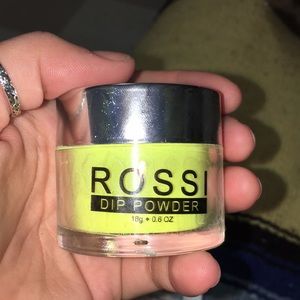 ROSSI
DIP POWDER
18g + 0.6 OZ